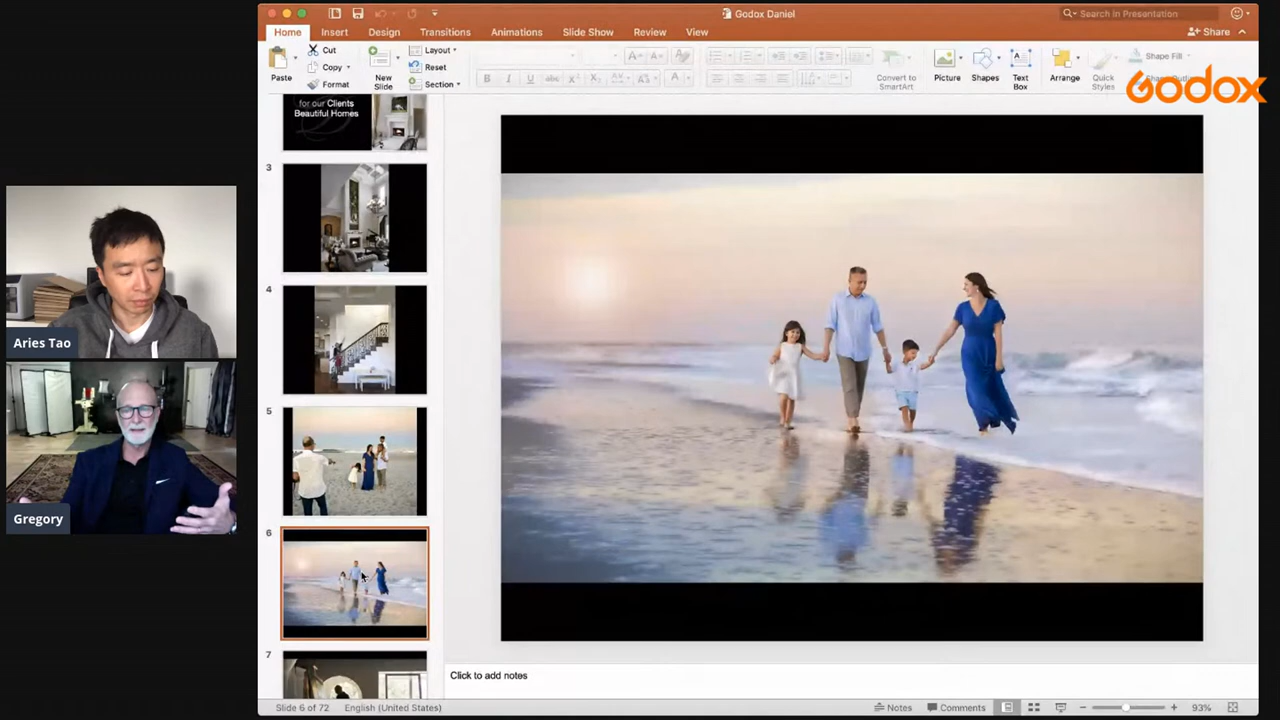 Godox Daniel
Search in Presentation
Home
Insert
Design
Transitions
Animations
Slide Show
Review
View
Share
Paste
Cut
Copy
Format
New
Slide
Layout
Reset
Section
Convert to
SmartArt
Picture
Shapes
Text
Box
Arrange
Quick
Styles
Shape Fill
Godox
for our Clients
Beautiful Homes
3
4
5
6
7
Aries Tao
Gregory
Click to add notes
Slide 6 of 72
English (United States)
Notes
Comments
93%